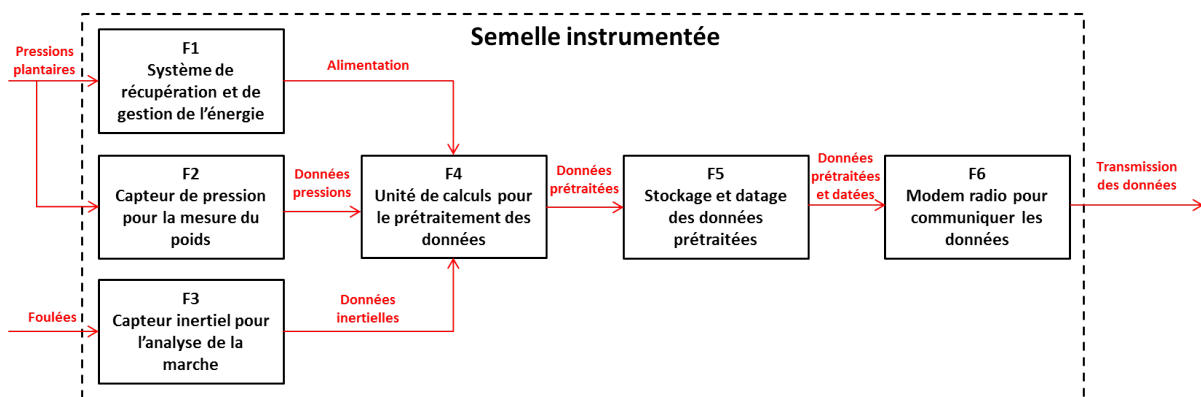 Semelle instrumentée
Pressions
plantaires
F1
Système de
récupération et de
gestion de l'énergie
Alimentation
F2
Capteur de pression
pour la mesure du
poids
Données
pressions
F4
Unité de calculs pour
le prétraitement des
données
Données
prétraitées
F5
Stockage et datage
des données
prétraitées
Données
prétraitées
et datées
F6
Modem radio pour
communiquer les
données
Transmission
des données
Foulées
F3
Capteur inertiel pour
l'analyse de la
marche
Données
inertielles